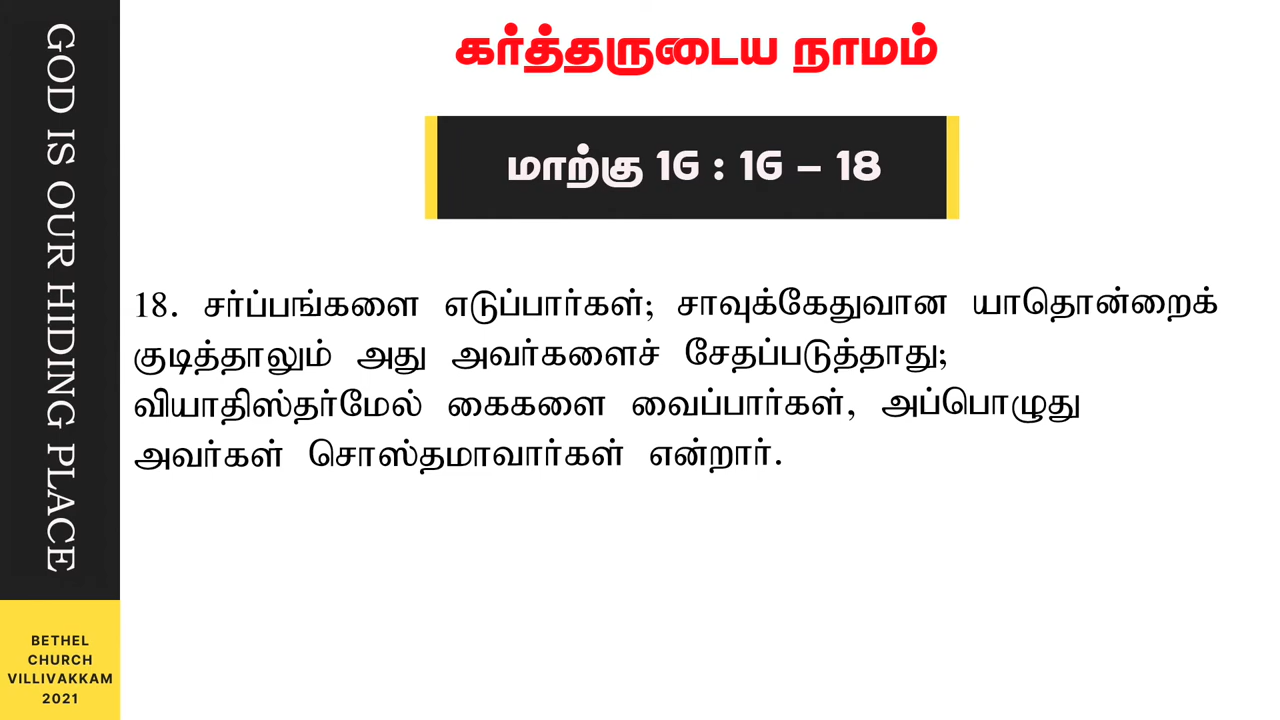 GOD IS OUR HIDING PLACE
BETHEL
CHURCH
VILLIVAKKAM
2021
கர்த்தருடைய நாமம்
மாற்கு 16 : 16 – 18
18. சர்ப்பங்களை எடுப்பார்கள்; சாவுக்கேதுவான யாதொன்றைக்
குடித்தாலும் அது அவர்களைச் சேதப்படுத்தாது;
வியாதிஸ்தர்மேல் கைகளை வைப்பார்கள், அப்பொழுது
அவர்கள் சொஸ்தமாவார்கள் என்றார்.